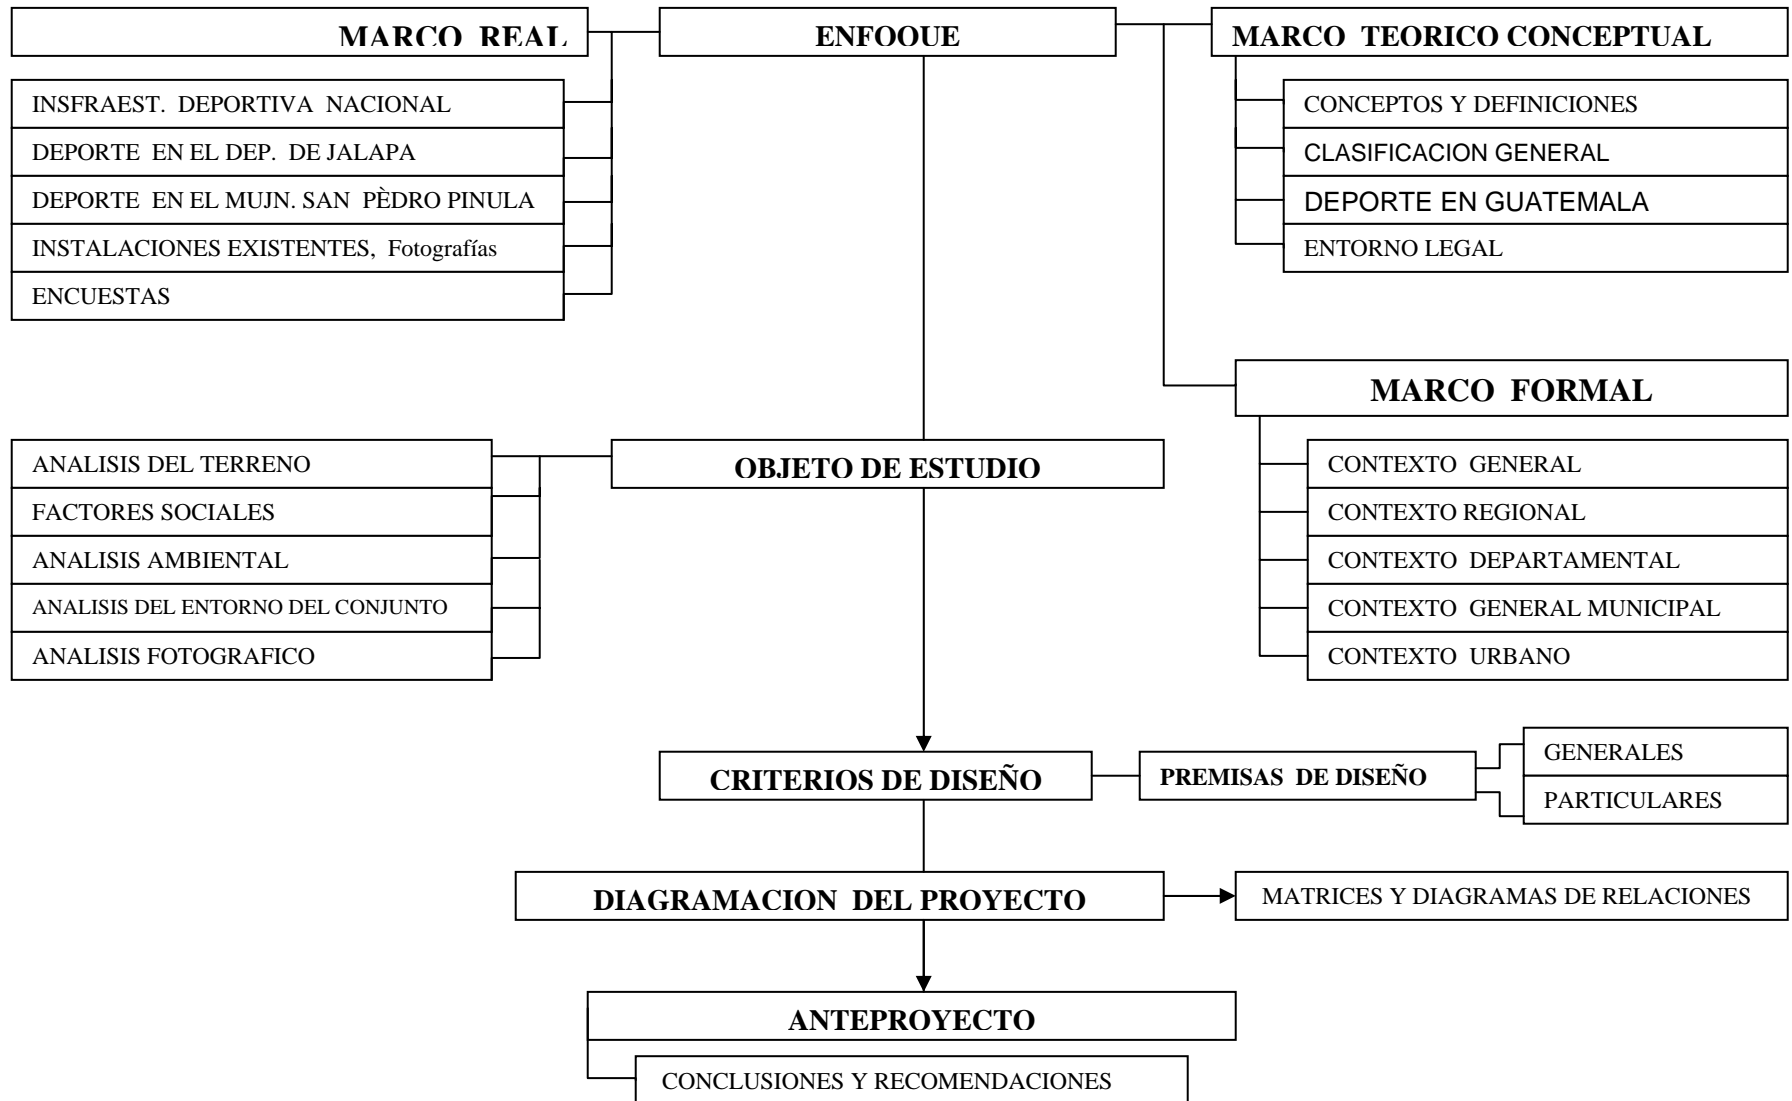 MARCO REAL
ENFOQUE
MARCO TEORICO CONCEPTUAL
INSFRAEST. DEPORTIVA NACIONAL
DEPORTE EN EL DEP. DE JALAPA
DEPORTE EN EL MUJN. SAN PÈDRO PINULA
INSTALACIONES EXISTENTES, Fotografías
ENCUESTAS
CONCEPTOS Y DEFINICIONES
CLASIFICACION GENERAL
DEPORTE EN GUATEMALA
ENTORNO LEGAL
MARCO FORMAL
CONTEXTO GENERAL
CONTEXTO REGIONAL
CONTEXTO DEPARTAMENTAL
CONTEXTO GENERAL MUNICIPAL
CONTEXTO URBANO
OBJETO DE ESTUDIO
ANALISIS DEL TERRENO
FACTORES SOCIALES
ANALISIS AMBIENTAL
ANALISIS DEL ENTORNO DEL CONJUNTO
ANALISIS FOTOGRAFICO
CRITERIOS DE DISEÑO
PREMISAS DE DISEÑO
GENERALES
PARTICULARES
DIAGRAMACION DEL PROYECTO
MATRICES Y DIAGRAMAS DE RELACIONES
ANTEPROYECTO
CONCLUSIONES Y RECOMENDACIONES